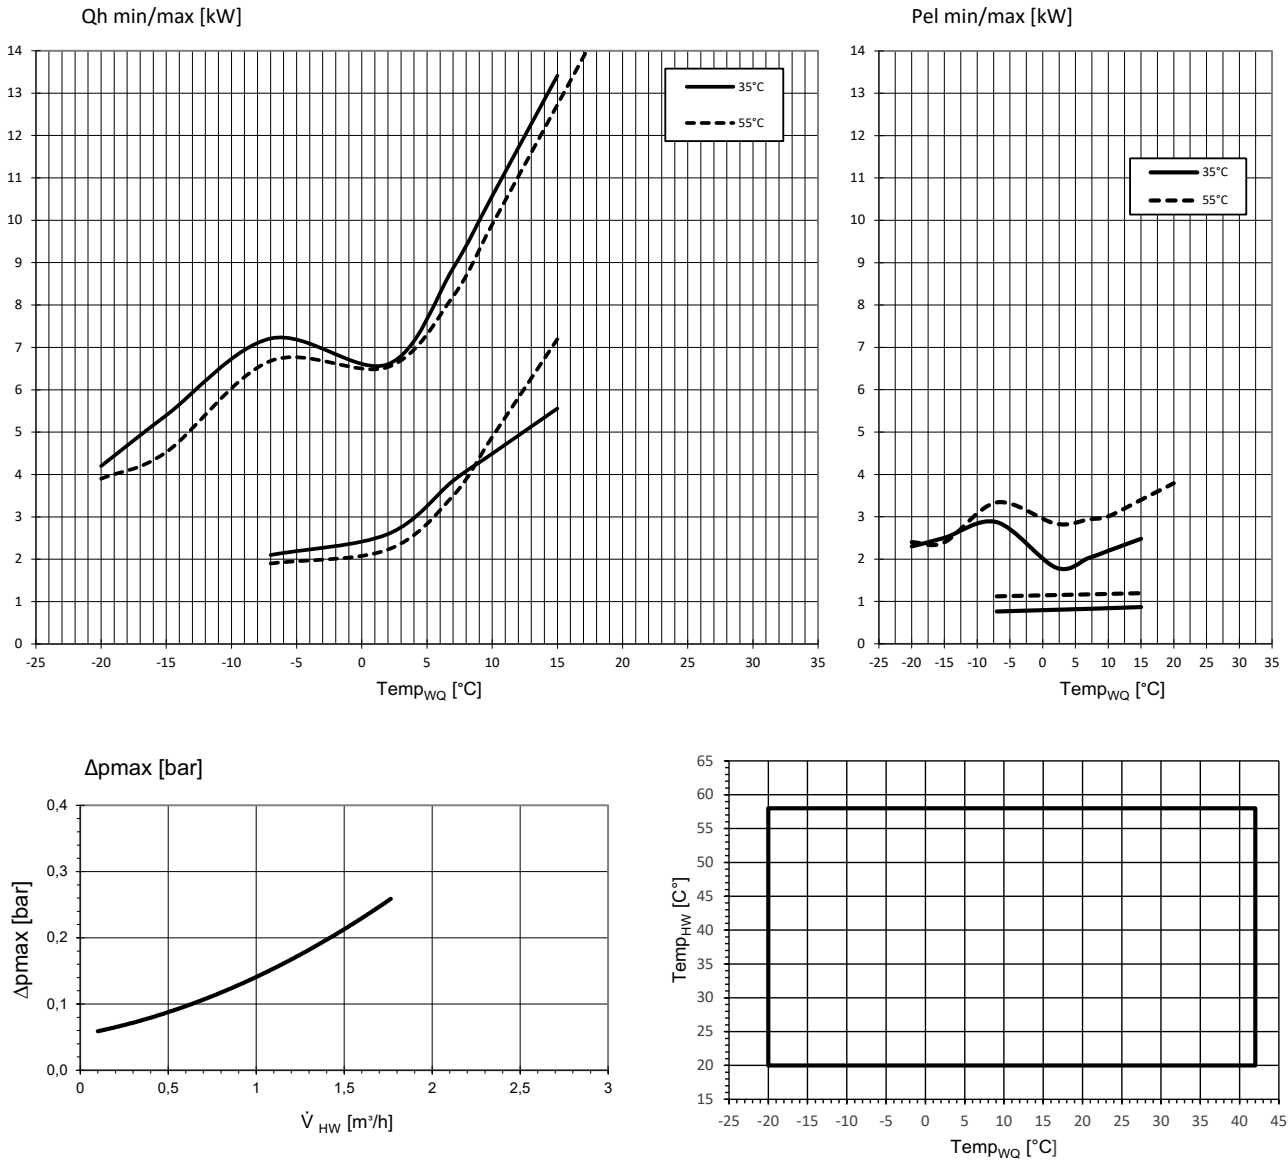 Qh min/max [kW]
14
13
12
11
10
9
8
7
6
5
4
3
2
1
0
-25 -20 -15 -10 -5 0 5 10 15 20 25 30 35
Temp_WQ [°C]
35°C
55°C
Pel min/max [kW]
14
13
12
11
10
9
8
7
6
5
4
3
2
1
0
-25 -20 -15 -10 -5 0 5 10 15 20 25 30 35
Temp_WQ [°C]
35°C
55°C
Δpmax [bar]
Δpmax [bar]
0,4
0,3
0,2
0,1
0,0
0 0,5 1 1,5 2 2,5 3
V̇ HW [m³/h]
Temp_HW [C°]
65
60
55
50
45
40
35
30
25
20
15
-25 -20 -15 -10 -5 0 5 10 15 20 25 30 35 40 45
Temp_WQ [°C]